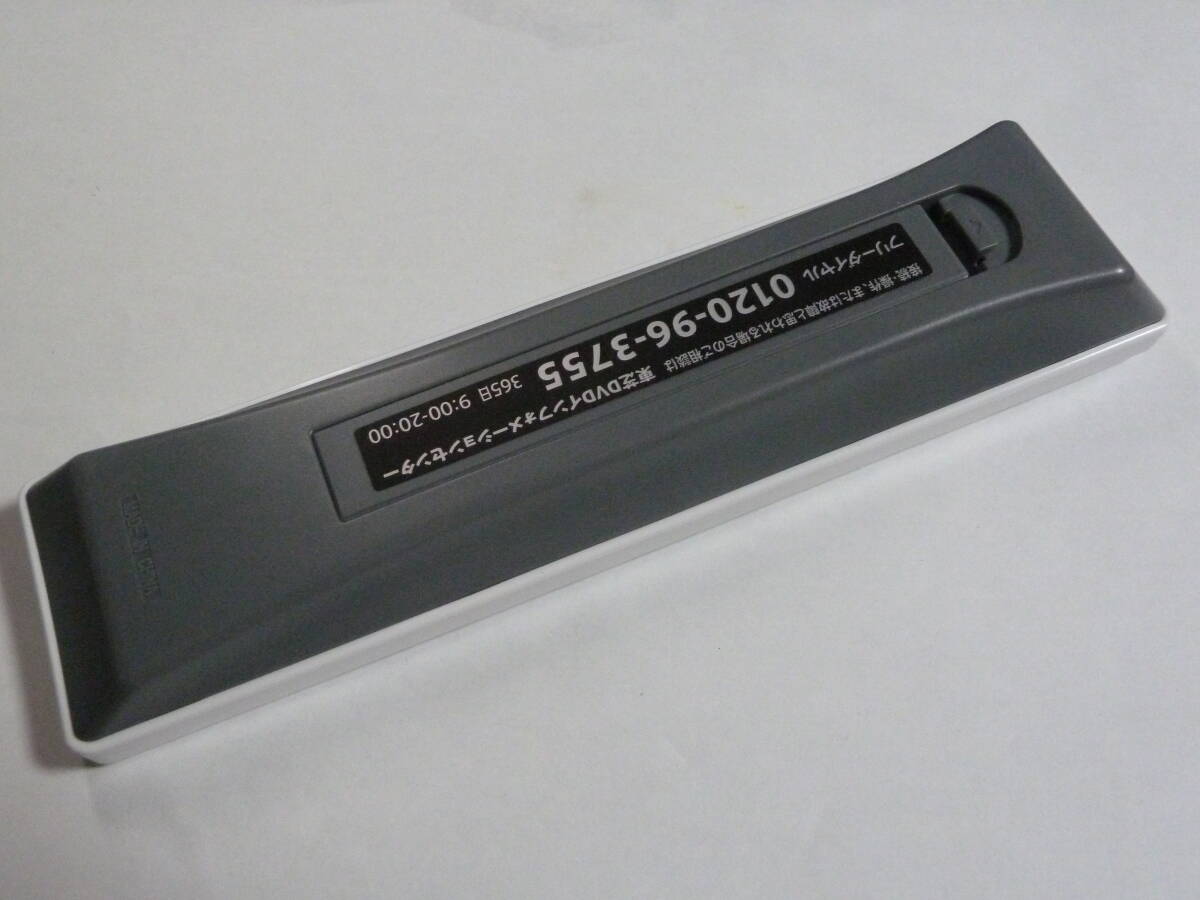 接続・操作、または故障と思われる場合のご相談は 東芝DVDインフォメーションセンター
フリーダイヤル 0120-96-3755 365日 9:00-20:00
MADE IN CHINA